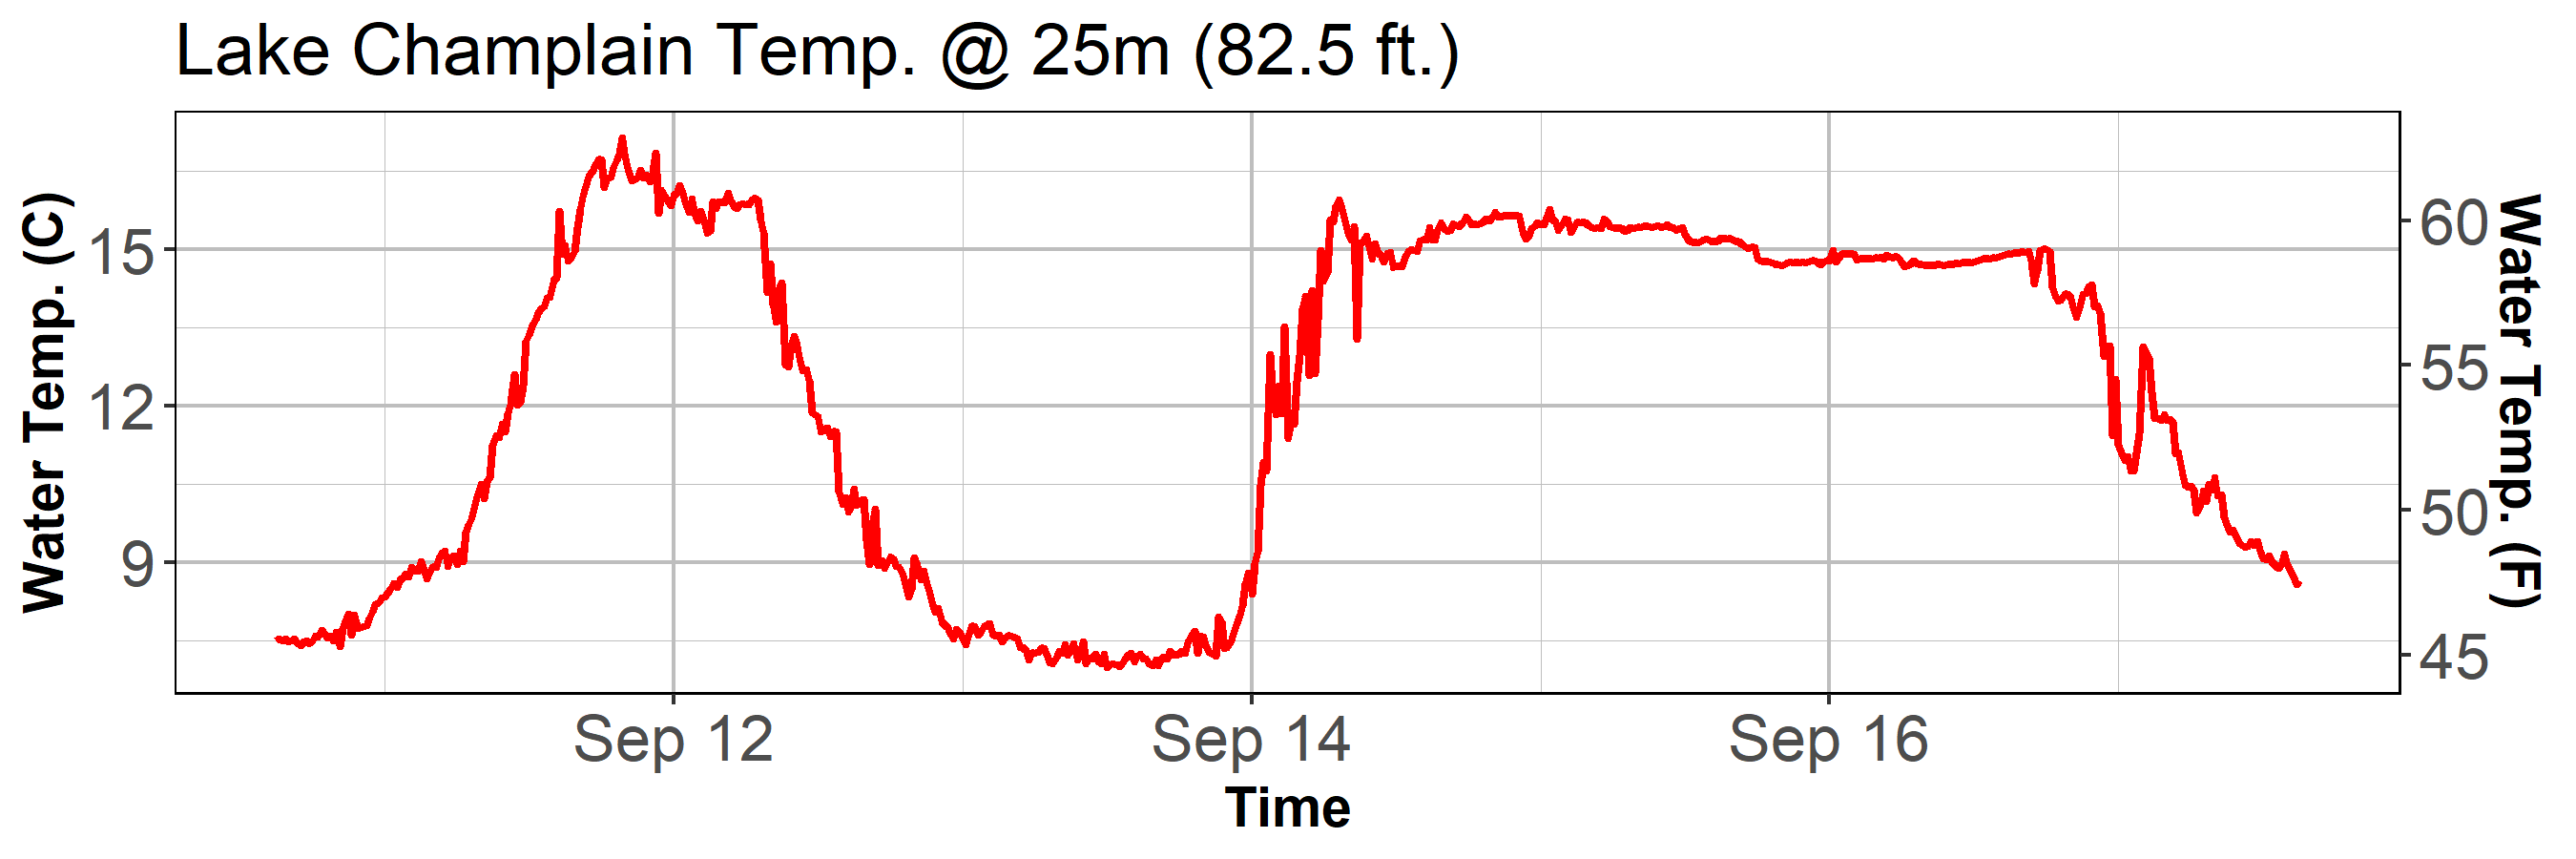 Lake Champlain Temp. @ 25m (82.5 ft.)
Water Temp. (C)
15
12
9
60
55
50
45
Water Temp. (F)
Sep 12
Sep 14
Sep 16
Time